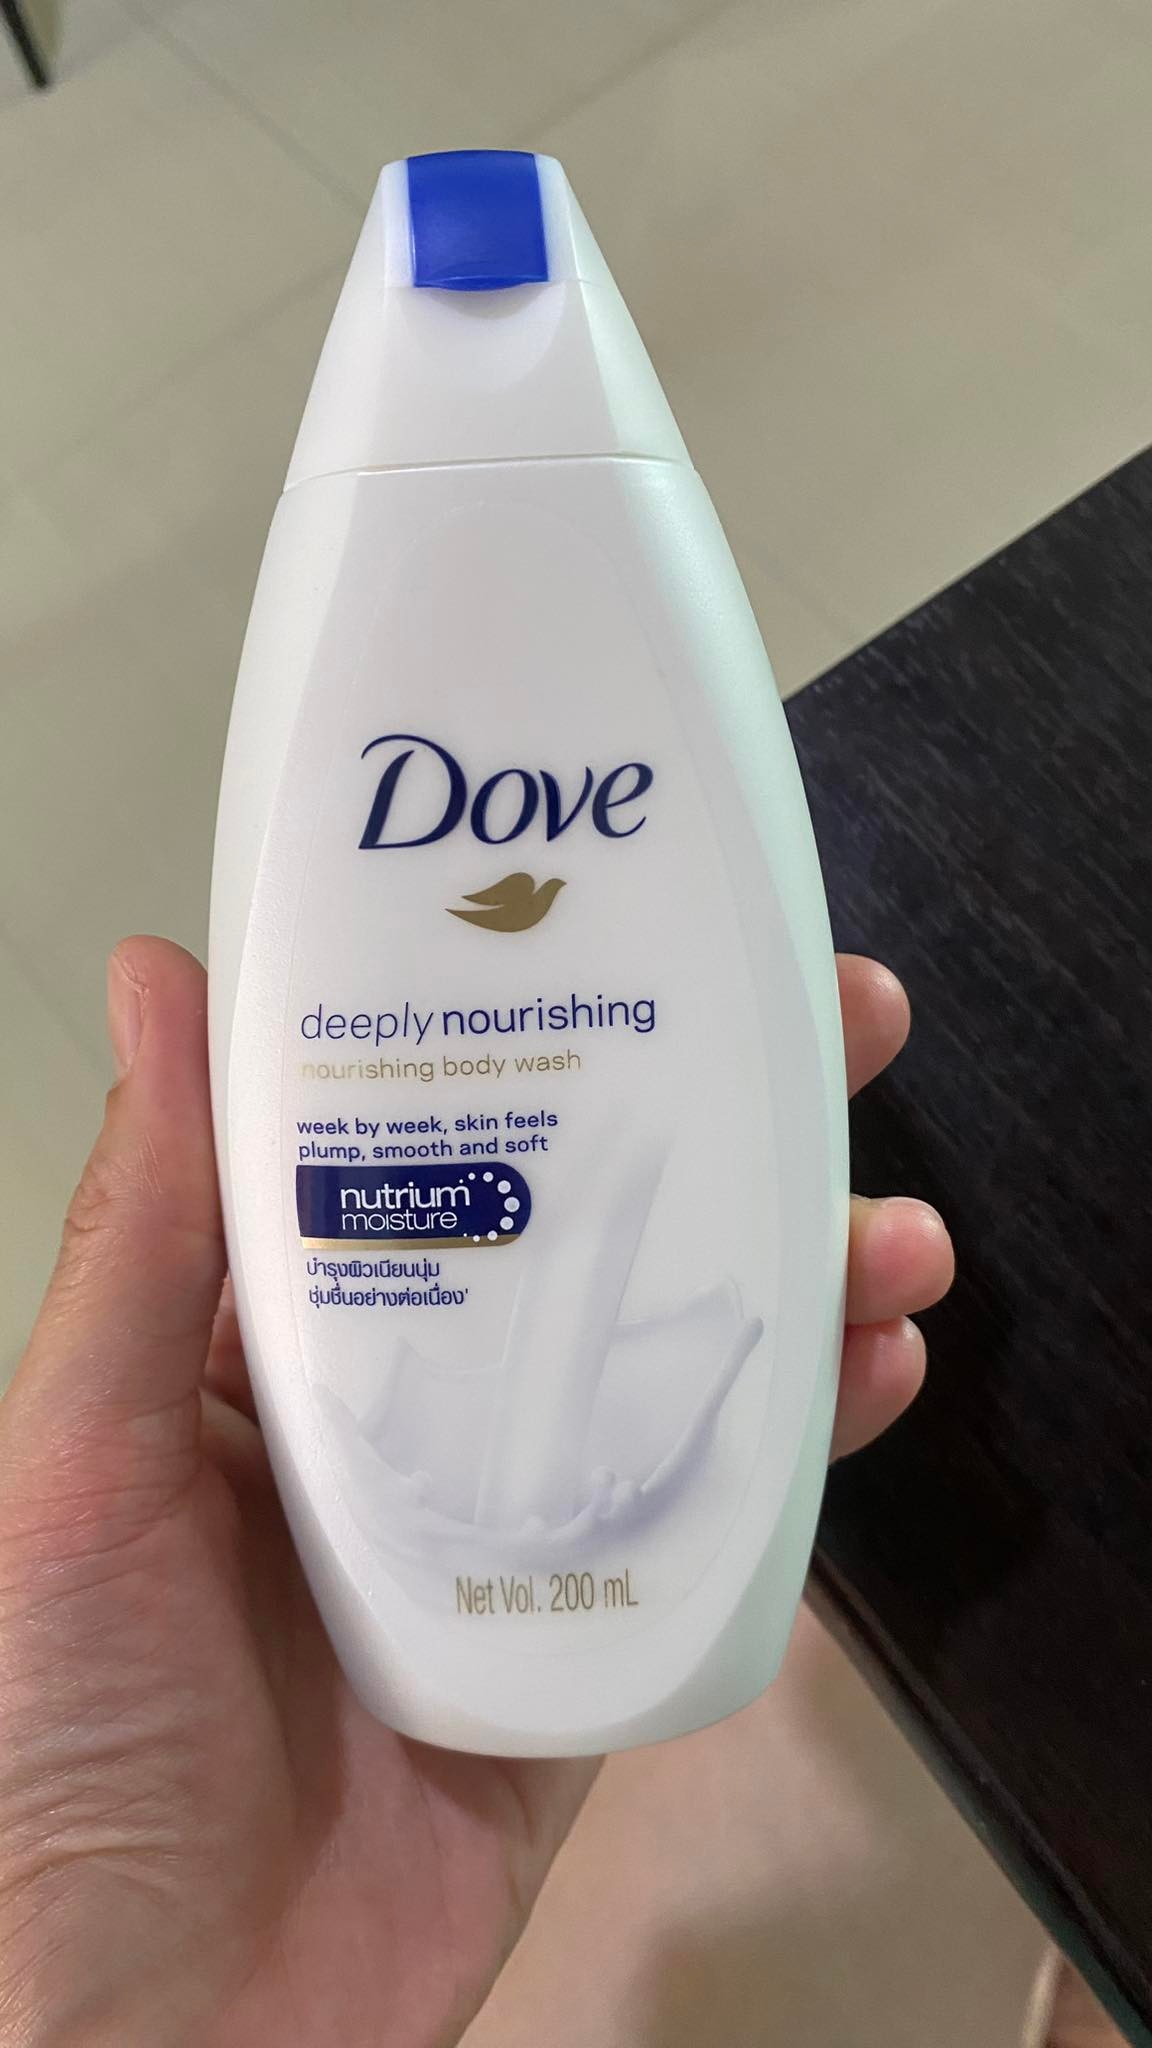 Dove
deeply nourishing
nourishing body wash
week by week, skin feels
plump, smooth and soft
nutrium
moisture
บำรุงผิวเนียนนุ่ม
ชุ่มชื่นอย่างต่อเนื่อง'
Net Vol. 200 mL